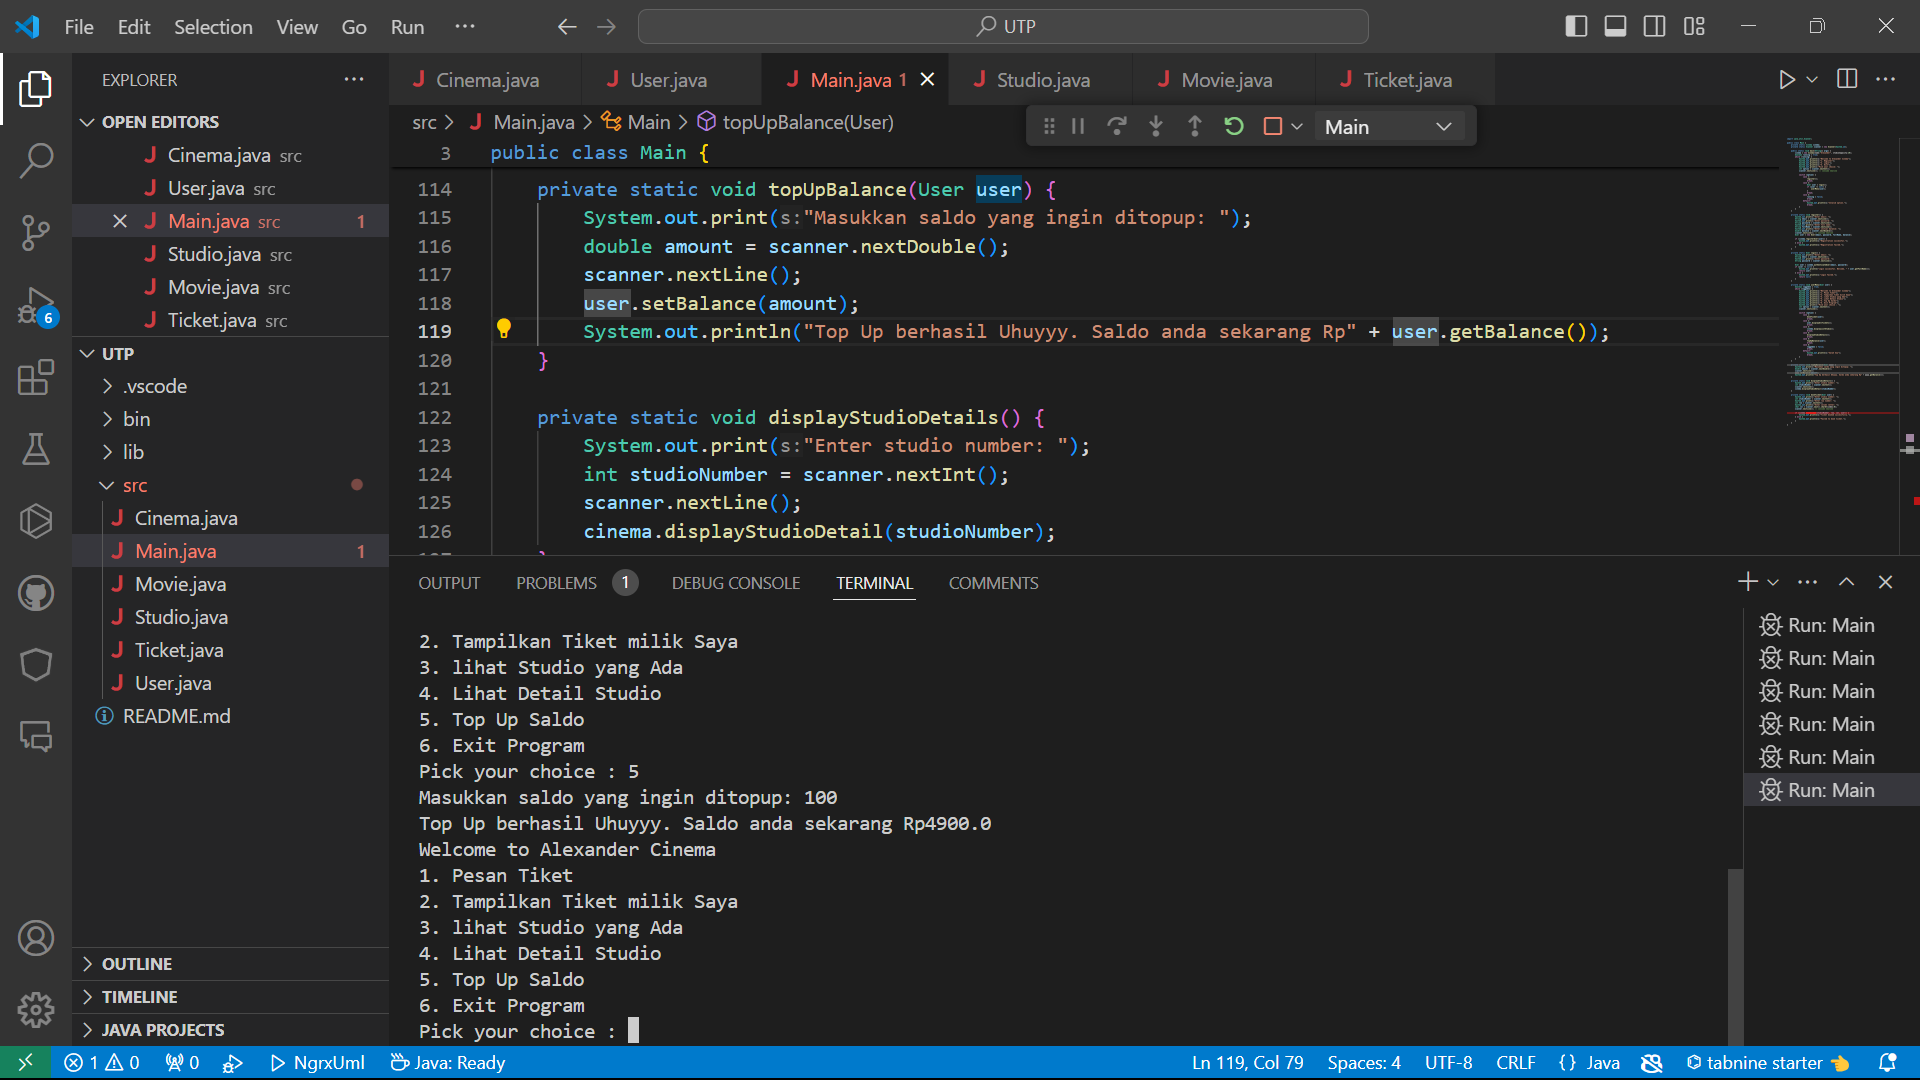 File Edit Selection View Go Run ··· UTP
EXPLORER ···
OPEN EDITORS
Cinema.java src
User.java src
Main.java src 1
Studio.java src
Movie.java src
Ticket.java src
UTP
.vscode
bin
lib
src
Cinema.java
Main.java 1
Movie.java
Studio.java
Ticket.java
User.java
README.md
OUTLINE
TIMELINE
JAVA PROJECTS
6
Cinema.java User.java Main.java 1 Studio.java Movie.java Ticket.java
src > Main.java > Main > topUpBalance(User)
Main
3 public class Main {
114 private static void topUpBalance(User user) {
115 System.out.print(s:"Masukkan saldo yang ingin ditopup: ");
116 double amount = scanner.nextDouble();
117 scanner.nextLine();
118 user.setBalance(amount);
119 System.out.println("Top Up berhasil Uhuyyy. Saldo anda sekarang Rp" + user.getBalance());
120 }
121
122 private static void displayStudioDetails() {
123 System.out.print(s:"Enter studio number: ");
124 int studioNumber = scanner.nextInt();
125 scanner.nextLine();
126 cinema.displayStudioDetail(studioNumber);
OUTPUT PROBLEMS 1 DEBUG CONSOLE TERMINAL COMMENTS
2. Tampilkan Tiket milik Saya
3. lihat Studio yang Ada
4. Lihat Detail Studio
5. Top Up Saldo
6. Exit Program
Pick your choice : 5
Masukkan saldo yang ingin ditopup: 100
Top Up berhasil Uhuyyy. Saldo anda sekarang Rp4900.0
Welcome to Alexander Cinema
1. Pesan Tiket
2. Tampilkan Tiket milik Saya
3. lihat Studio yang Ada
4. Lihat Detail Studio
5. Top Up Saldo
6. Exit Program
Pick your choice :
Run: Main
Run: Main
Run: Main
Run: Main
Run: Main
Run: Main
1 0 0 NgrxUml Java: Ready Ln 119, Col 79 Spaces: 4 UTF-8 CRLF {} Java tabnine starter